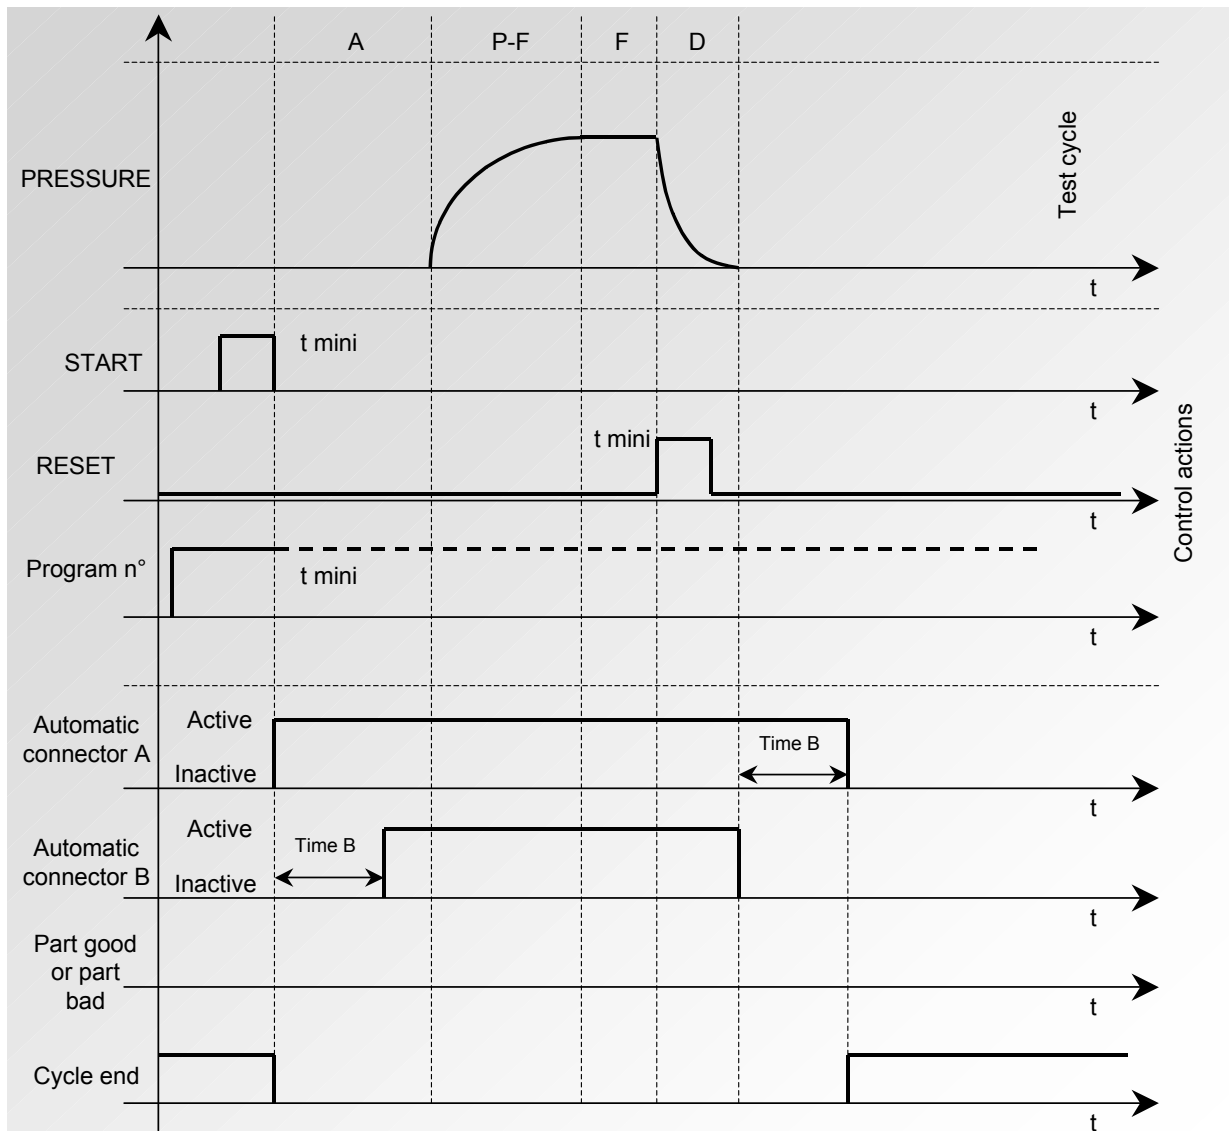 A P-F F D
PRESSURE
Test cycle
t
START
t mini
t
RESET
t mini
t
Control actions
Program n°
t mini
t
Automatic
connector A
Active
Inactive
Time B
t
Automatic
connector B
Active
Inactive
Time B
t
Part good
or part
bad
t
Cycle end
t